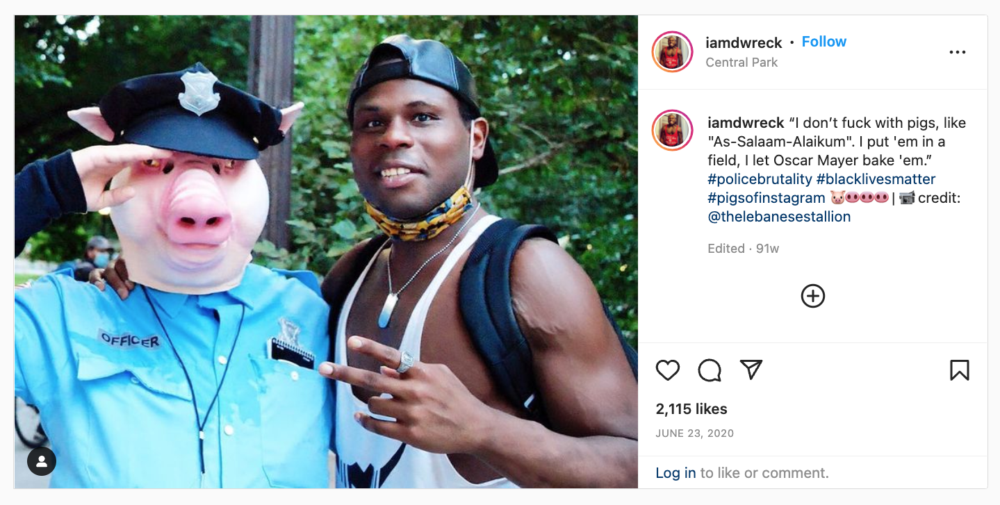 iamdwreck • Follow
Central Park
iamdwreck “I don’t fuck with pigs, like
"As-Salaam-Alaikum". I put 'em in a
field, I let Oscar Mayer bake 'em.”
#policebrutality #blacklivesmatter
#pigsofinstagram 🐷🐽🐽🐽 | 📹 credit:
@thelebanesestallion
Edited · 91w
OFFICER
2,115 likes
JUNE 23, 2020
Log in to like or comment.